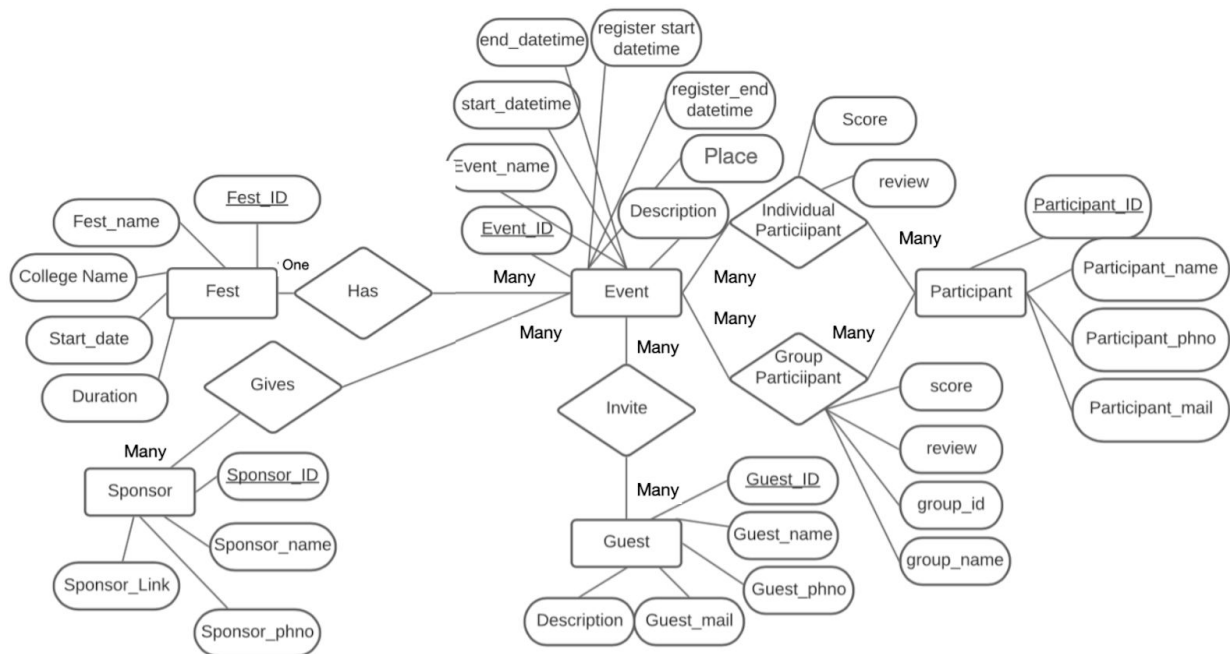 end_datetime
register start
datetime
start_datetime
register_end
datetime
Score
Event_name
Place
review
Fest_ID
Individual
Particiipant
Participant_ID
Fest_name
Event_ID
Description
Many
Participant_name
College Name
One
Fest
Has
Many
Event
Many
Participant
Start_date
Many
Many
Many
Many
Participant_phno
Group
Particiipant
Gives
Duration
Invite
score
Participant_mail
Many
review
Sponsor_ID
Sponsor
Many
Guest_ID
group_id
Guest_name
Guest
Sponsor_name
group_name
Sponsor_Link
Guest_phno
Description
Guest_mail
Sponsor_phno